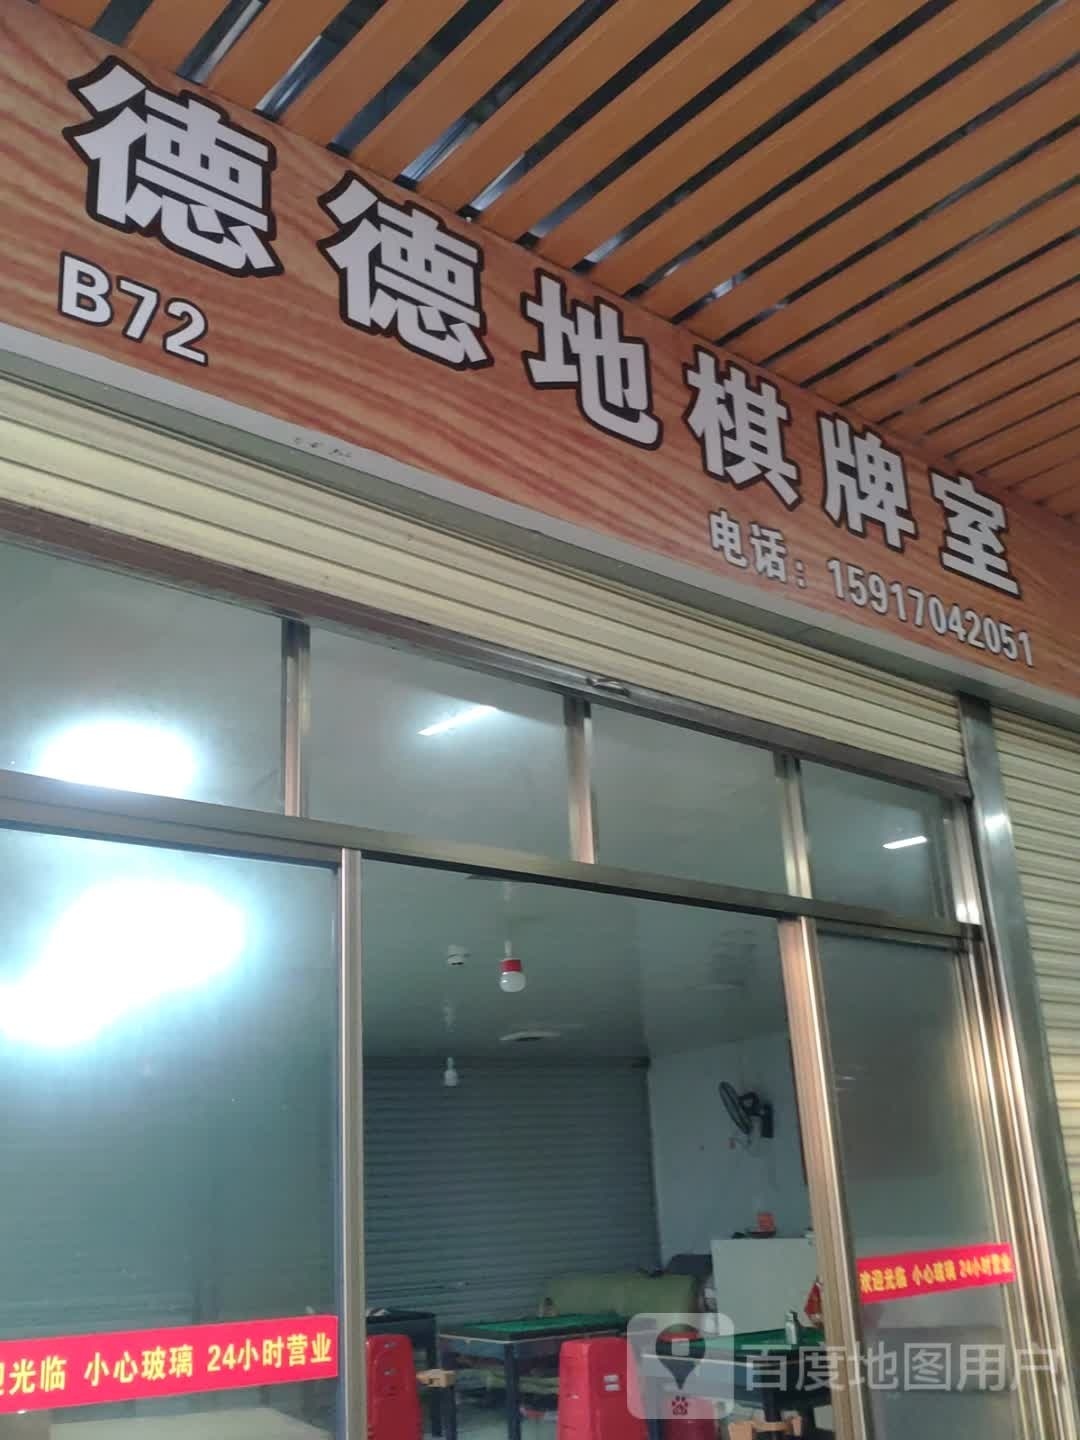 德德地棋牌室
B72
电话：15917042051
欢迎光临 小心玻璃 24小时营业
迎光临 小心玻璃 24小时营业
百度地图用户